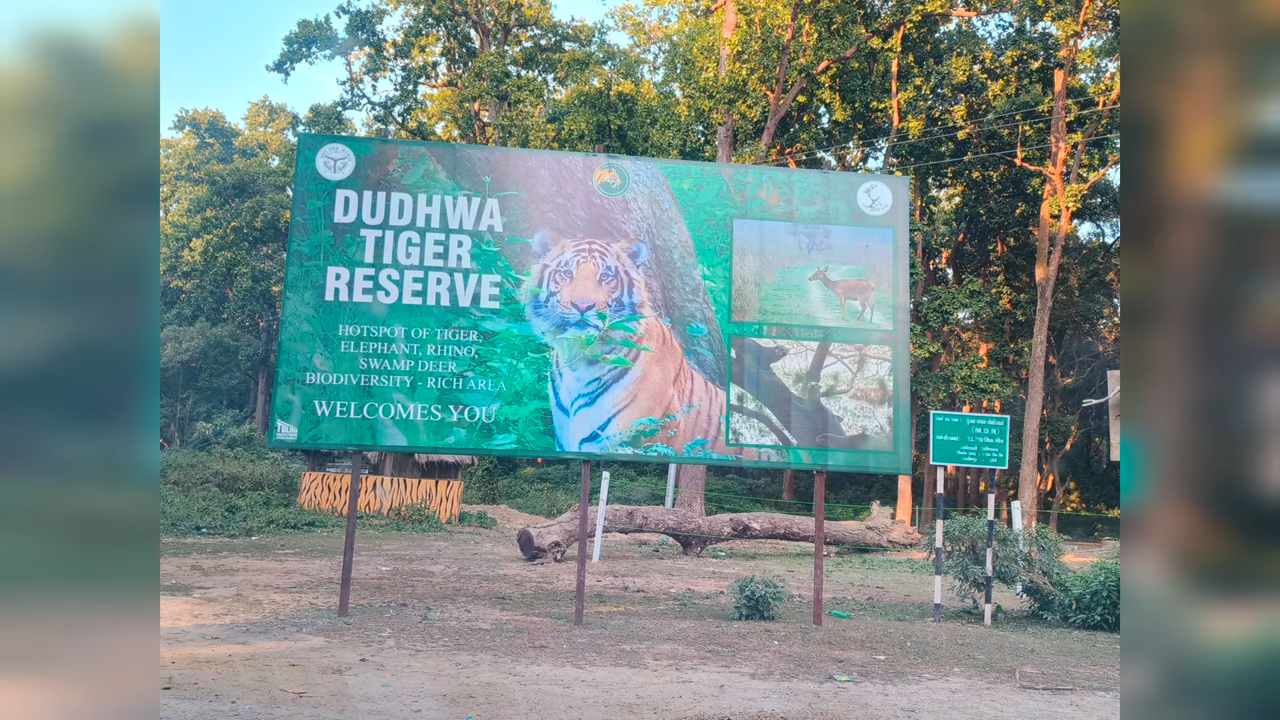 DUDHWA
TIGER
RESERVE
HOTSPOT OF TIGER,
ELEPHANT, RHINO,
SWAMP DEER
BIODIVERSITY - RICH AREA
WELCOMES YOU
(M.D.R)